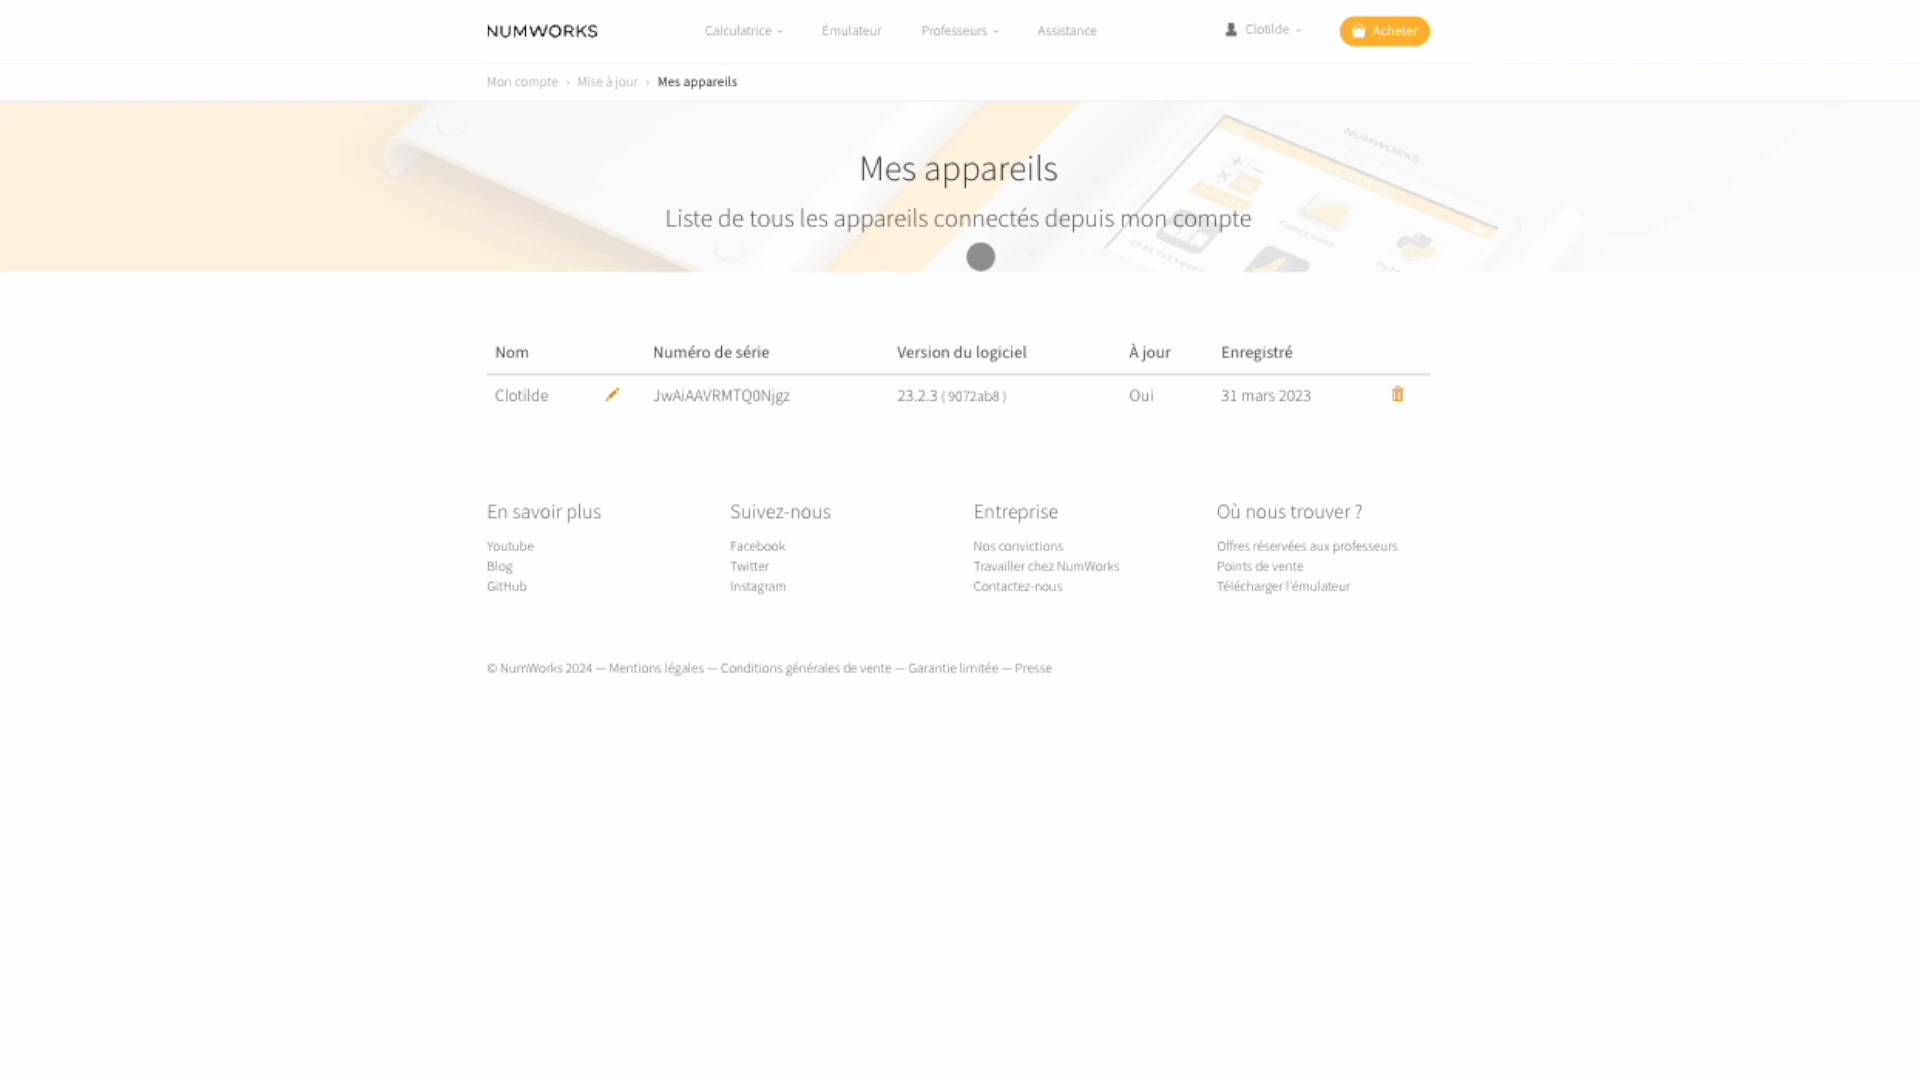 NUMWORKS
Calculatrice
Émulateur
Professeurs
Assistance
Clotilde
Acheter
Mon compte › Mise à jour › Mes appareils
Mes appareils
Liste de tous les appareils connectés depuis mon compte
NUMWORKS
Nom
Numéro de série
Version du logiciel
À jour
Enregistré
Clotilde
JwAiAAVRMTQ0Njgz
23.2.3 ( 9072ab8 )
Oui
31 mars 2023
En savoir plus
Youtube
Blog
GitHub
Suivez-nous
Facebook
Twitter
Instagram
Entreprise
Nos convictions
Travailler chez NumWorks
Contactez-nous
Où nous trouver ?
Offres réservées aux professeurs
Points de vente
Télécharger l'émulateur
© NumWorks 2024 — Mentions légales — Conditions générales de vente — Garantie limitée — Presse